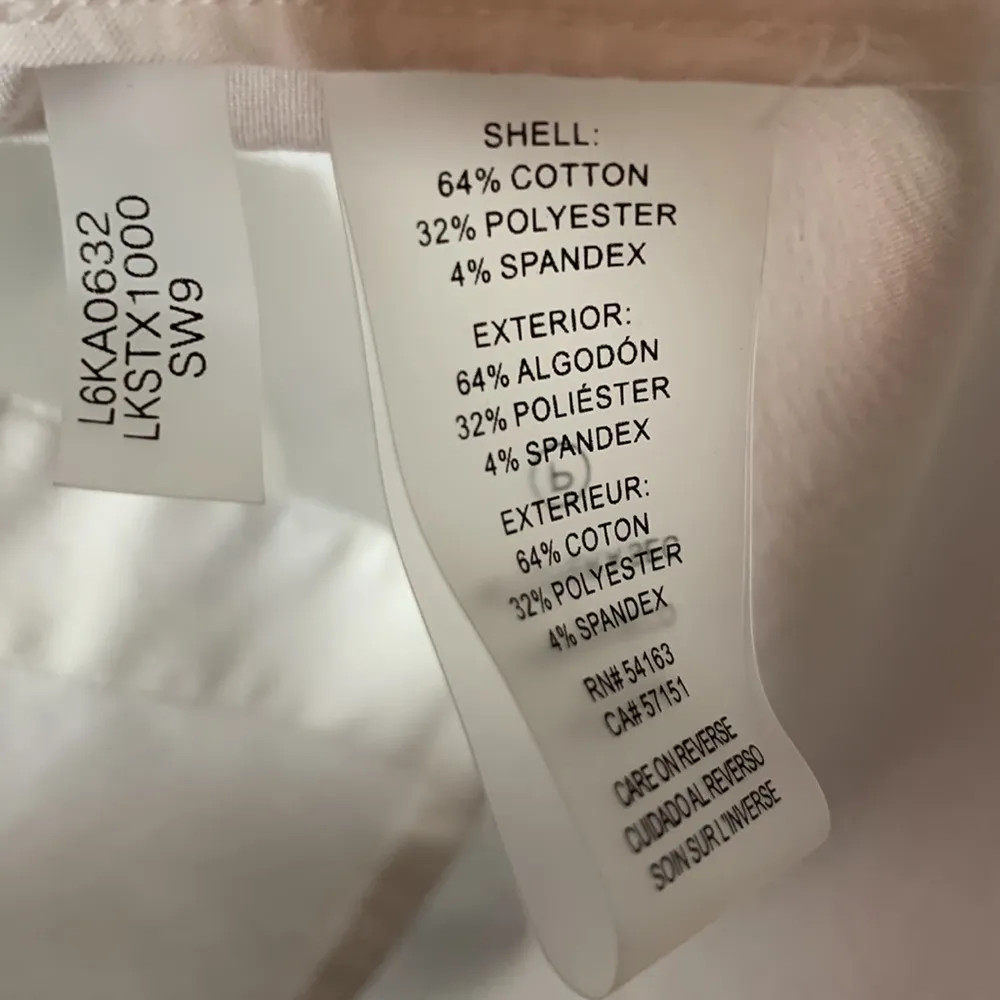 L6KA0632
LKSTX1000
SW9
SHELL:
64% COTTON
32% POLYESTER
4% SPANDEX
EXTERIOR:
64% ALGODÓN
32% POLIÉSTER
4% SPANDEX
EXTERIEUR:
64% COTON
32% POLYESTER
4% SPANDEX
RN# 54163
CA# 57151
CARE ON REVERSE
CUIDADO AL REVERSO
SOIN SUR L'INVERSE